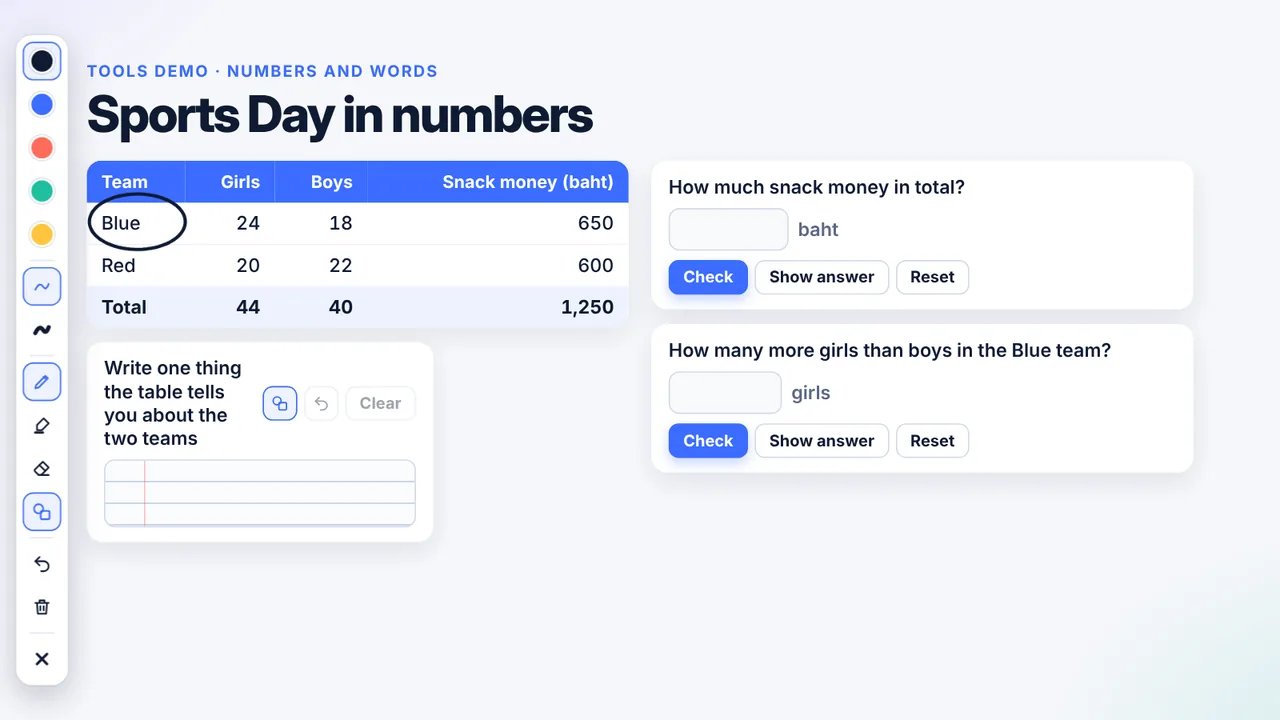 TOOLS DEMO · NUMBERS AND WORDS
Sports Day in numbers
Team Girls Boys Snack money (baht)
Blue 24 18 650
Red 20 22 600
Total 44 40 1,250
Write one thing
the table tells
you about the
two teams
Clear
How much snack money in total?
baht
Check Show answer Reset
How many more girls than boys in the Blue team?
girls
Check Show answer Reset